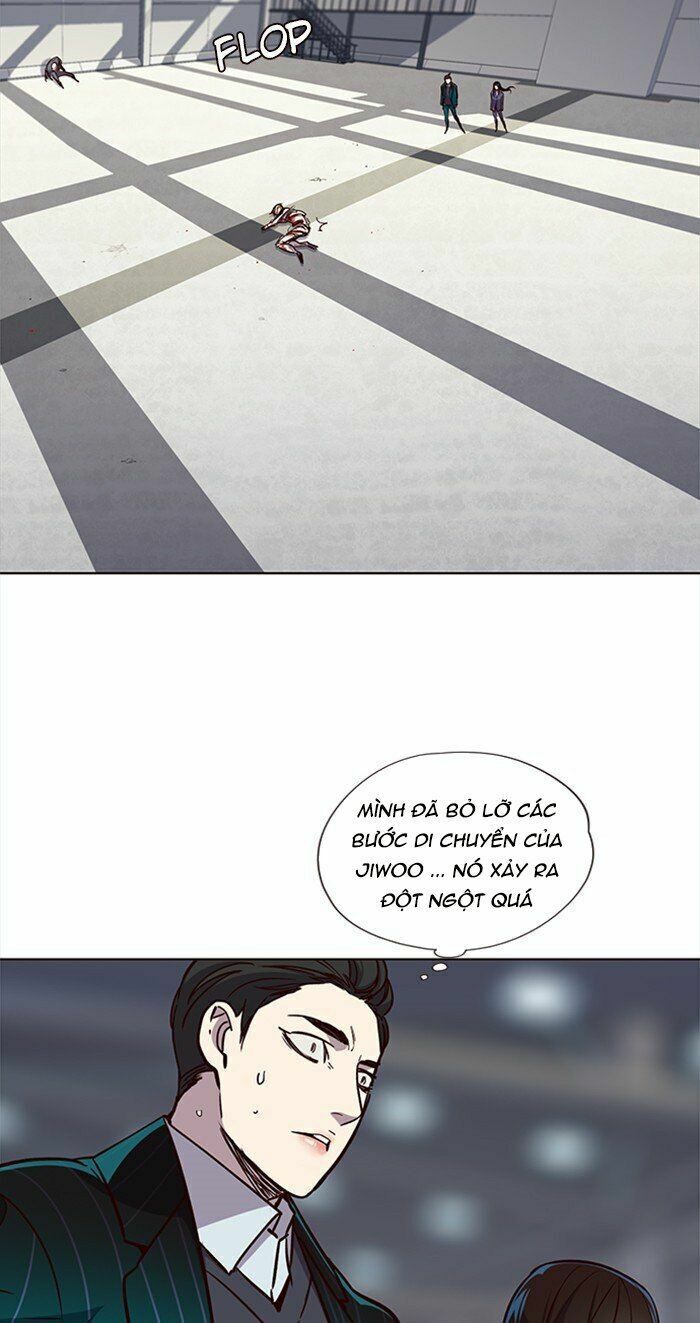 FLOP
MÌNH ĐÃ BỎ LỠ CÁC
BƯỚC DI CHUYỂN CỦA
JIWOO ... NÓ XẢY RA
ĐỘT NGỘT QUÁ